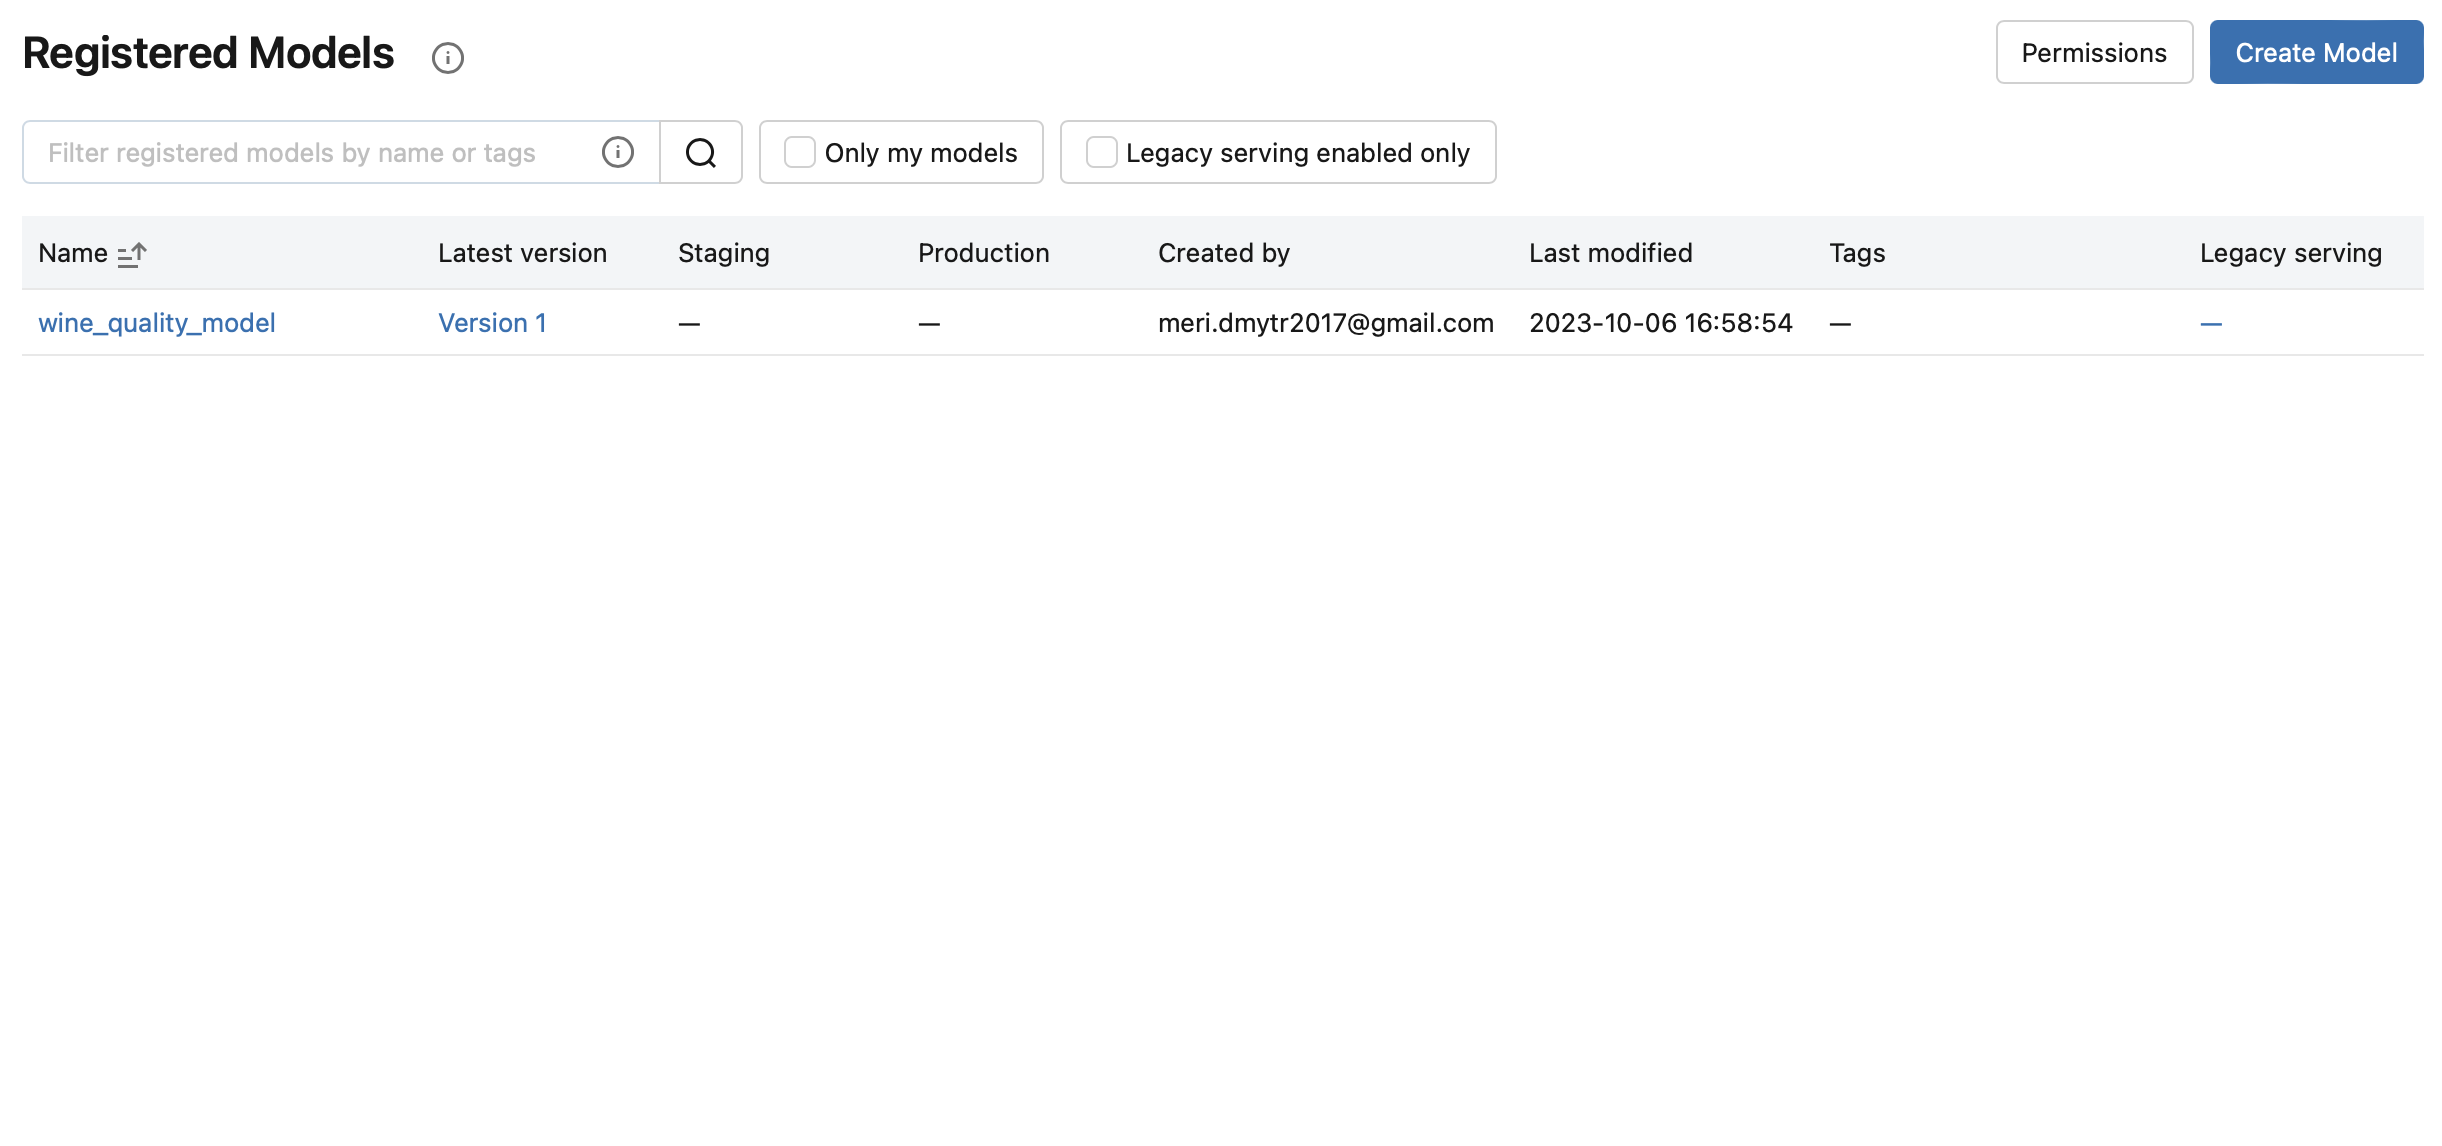 Registered Models
Permissions
Create Model
Filter registered models by name or tags
Only my models
Legacy serving enabled only
Name Latest version Staging Production Created by Last modified Tags Legacy serving
wine_quality_model Version 1 — — meri.dmytr2017@gmail.com 2023-10-06 16:58:54 — —